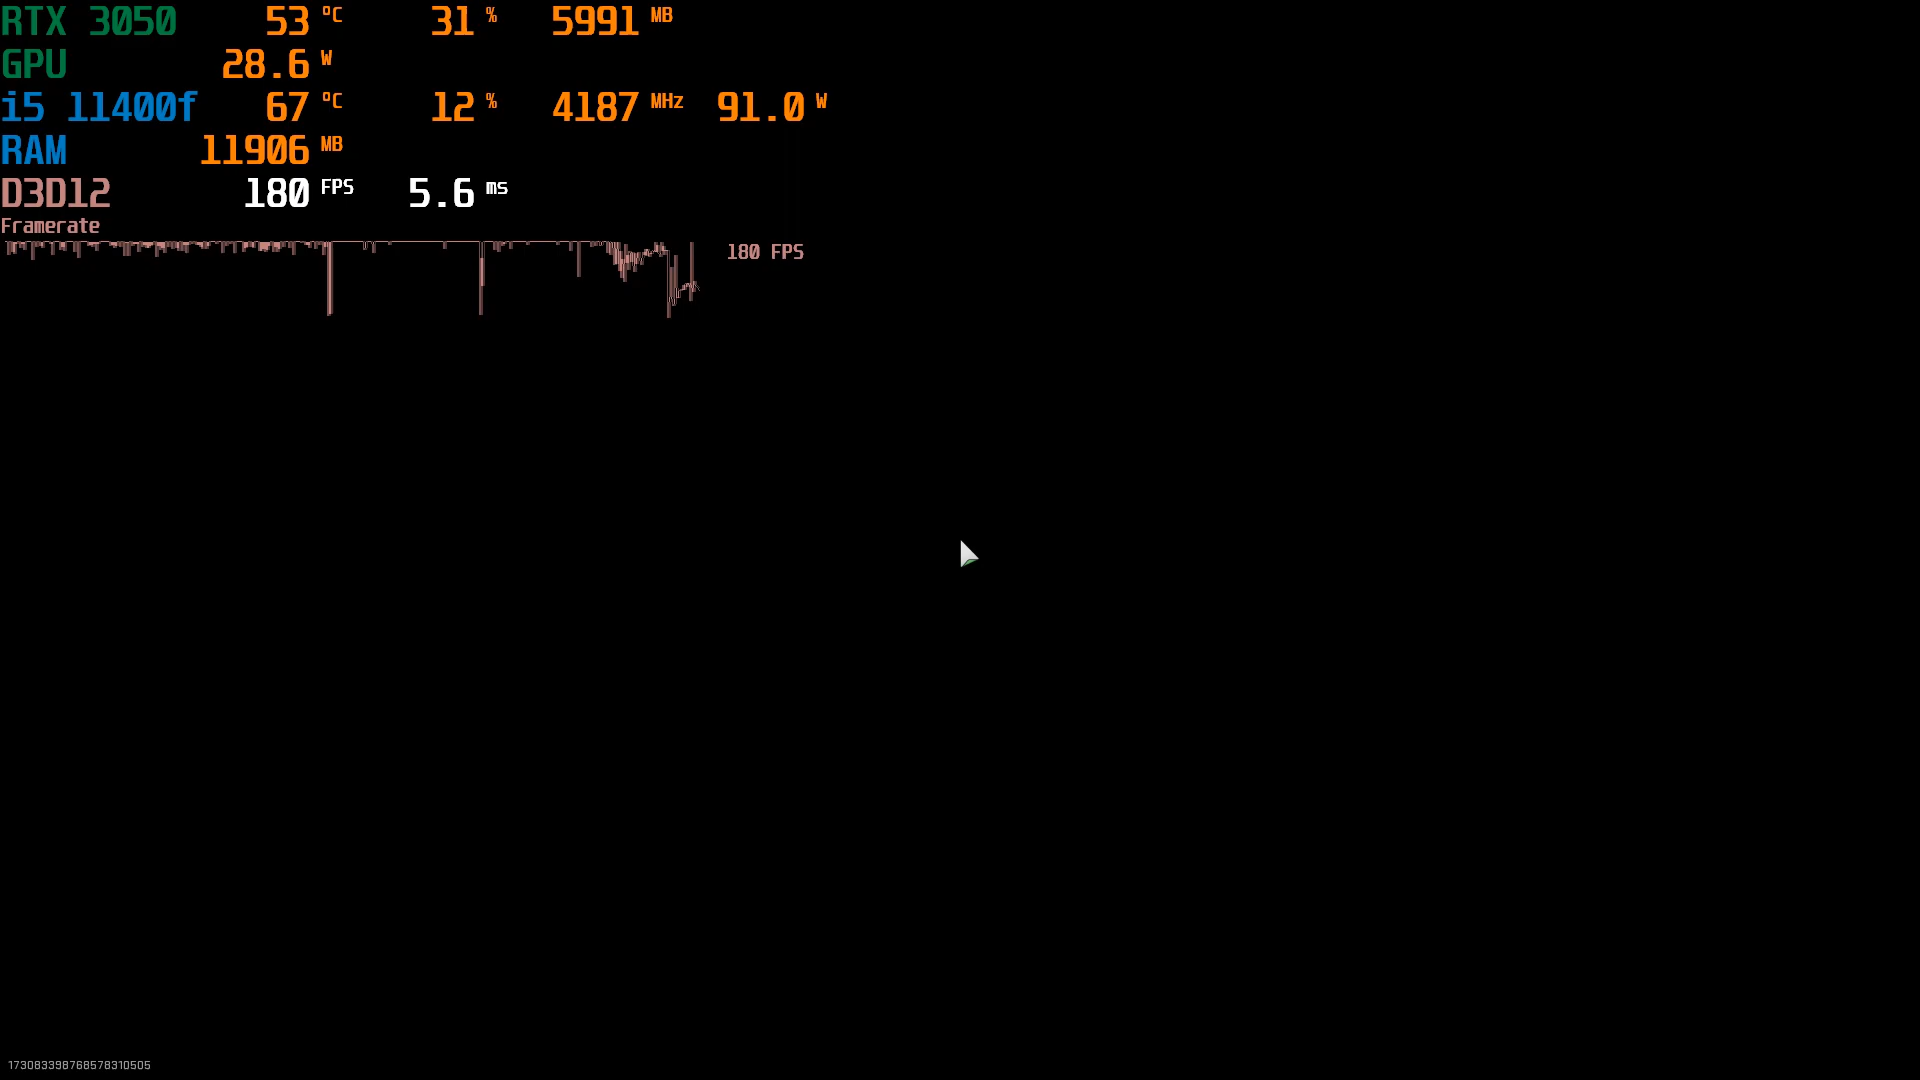 RTX 3050 53 °C 31 % 5991 MB
GPU 28.6 W
i5 11400f 67 °C 12 % 4187 MHz 91.0 W
RAM 11906 MB
D3D12 180 FPS 5.6 ms
Framerate
180 FPS
173083398768578310505